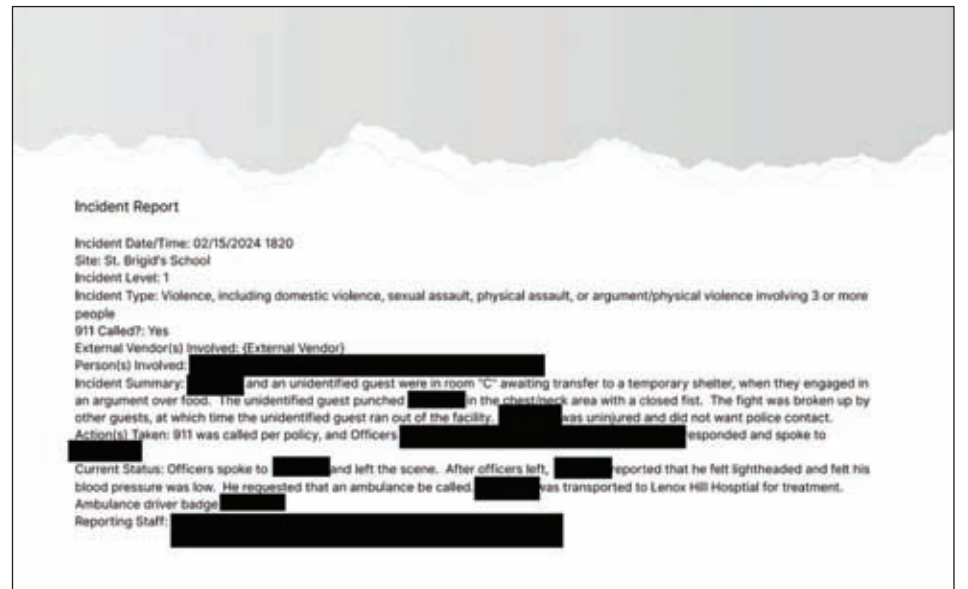 Incident Report
Incident Date/Time: 02/15/2024 1820
Site: St. Brigid's School
Incident Level: 1
Incident Type: Violence, including domestic violence, sexual assault, physical assault, or argument/physical violence involving 3 or more
people
911 Called?: Yes
External Vendor(s) Involved: {External Vendor}
Person(s) Involved:
Incident Summary: and an unidentified guest were in room "C" awaiting transfer to a temporary shelter, when they engaged in
an argument over food. The unidentified guest punched in the chest/neck area with a closed fist. The fight was broken up by
other guests, at which time the unidentified guest ran out of the facility. was uninjured and did not want police contact.
Action(s) Taken: 911 was called per policy, and Officers responded and spoke to
Current Status: Officers spoke to and left the scene. After officers left, reported that he felt lightheaded and felt his
blood pressure was low. He requested that an ambulance be called. was transported to Lenox Hill Hosptial for treatment.
Ambulance driver badge
Reporting Staff: